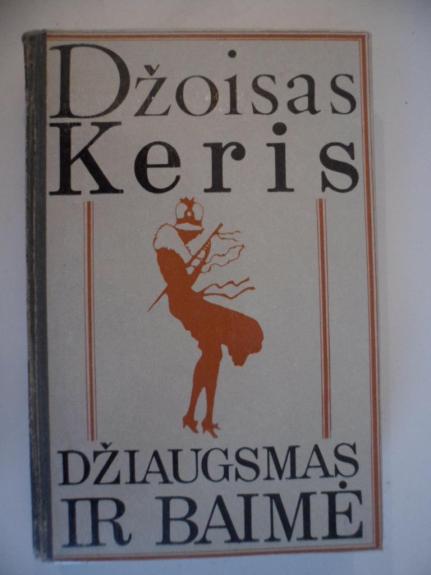 Džoisas
Keris
DŽIAUGSMAS
IR BAIMĖ